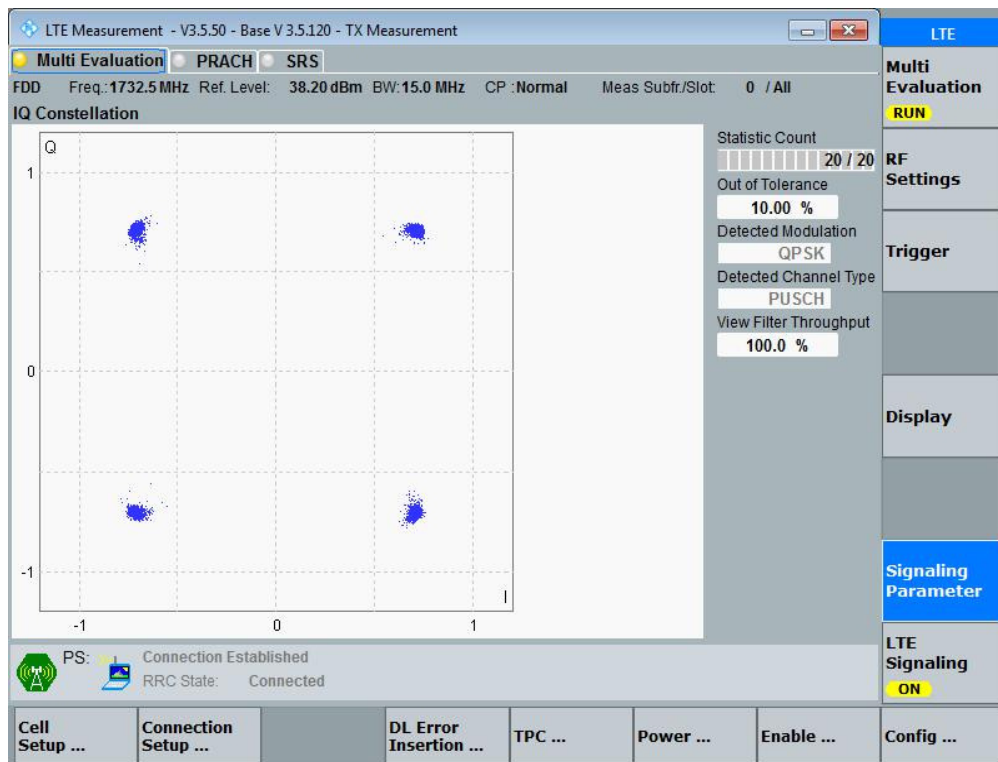 LTE Measurement - V3.5.50 - Base V 3.5.120 - TX Measurement
LTE
Multi Evaluation PRACH SRS
FDD Freq.:1732.5 MHz Ref. Level: 38.20 dBm BW:15.0 MHz CP :Normal Meas Subfr./Slot: 0 / All
IQ Constellation
Q
1
0
-1
I
-1 0 1
Statistic Count
20 / 20
Out of Tolerance
10.00 %
Detected Modulation
QPSK
Detected Channel Type
PUSCH
View Filter Throughput
100.0 %
Multi
Evaluation
RUN
RF
Settings
Trigger
Display
Signaling
Parameter
LTE
Signaling
ON
PS: Connection Established
RRC State: Connected
Cell
Setup ...
Connection
Setup ...
DL Error
Insertion ...
TPC ...
Power ...
Enable ...
Config ...